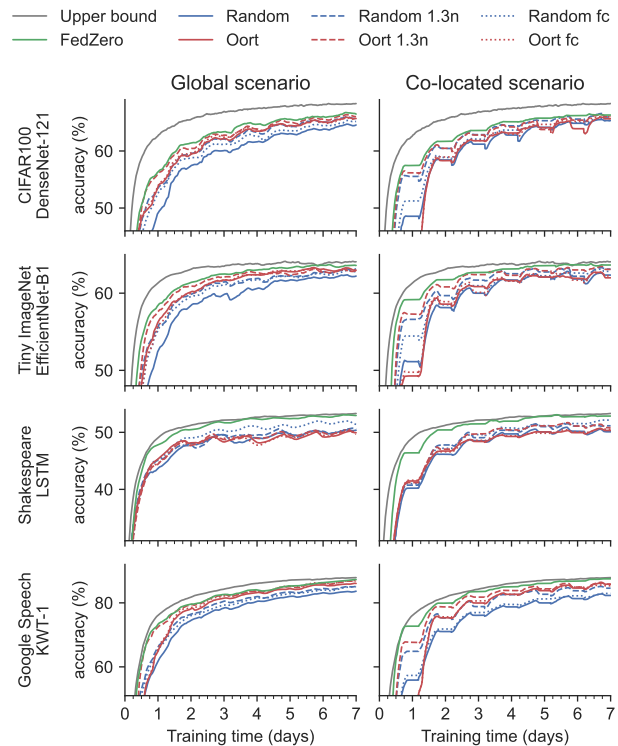 Upper bound Random Random 1.3n Random fc
FedZero Oort Oort 1.3n Oort fc
Global scenario Co-located scenario
CIFAR100
DenseNet-121
accuracy (%)
60
50
Tiny ImageNet
EfficientNet-B1
accuracy (%)
60
50
Shakespeare
LSTM
accuracy (%)
50
40
Google Speech
KWT-1
accuracy (%)
80
60
0 1 2 3 4 5 6 7 0 1 2 3 4 5 6 7
Training time (days) Training time (days)